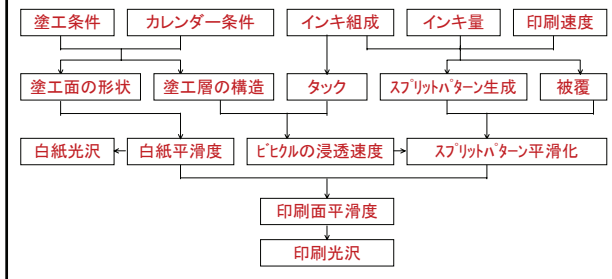 塗工条件 カレンダー条件 インキ組成 インキ量 印刷速度
塗工面の形状 塗工層の構造 タック ｽﾌﾟﾘｯﾄﾊﾟﾀｰﾝ生成 被覆
白紙光沢 白紙平滑度 ﾋﾞﾋｸﾙの浸透速度 ｽﾌﾟﾘｯﾄﾊﾟﾀｰﾝ平滑化
印刷面平滑度
印刷光沢